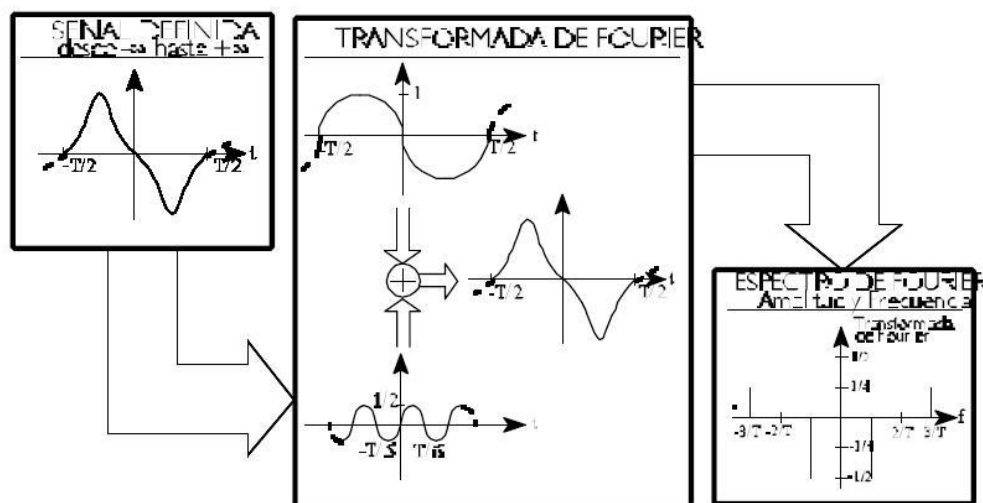 SEÑAL DEFINIDA
desde -∞ hasta +∞
t
-T/2
T/2
TRANSFORMADA DE FOURIER
1
t
-T/2
T/2
t
-T/2
T/2
1/2
t
ESPECTRO DE FOURIER
Amplitud y Frecuencia
Transformada
de Fourier
1/2
1/4
f
-3/T
-2/T
2/T
3/T
-1/4
-1/2